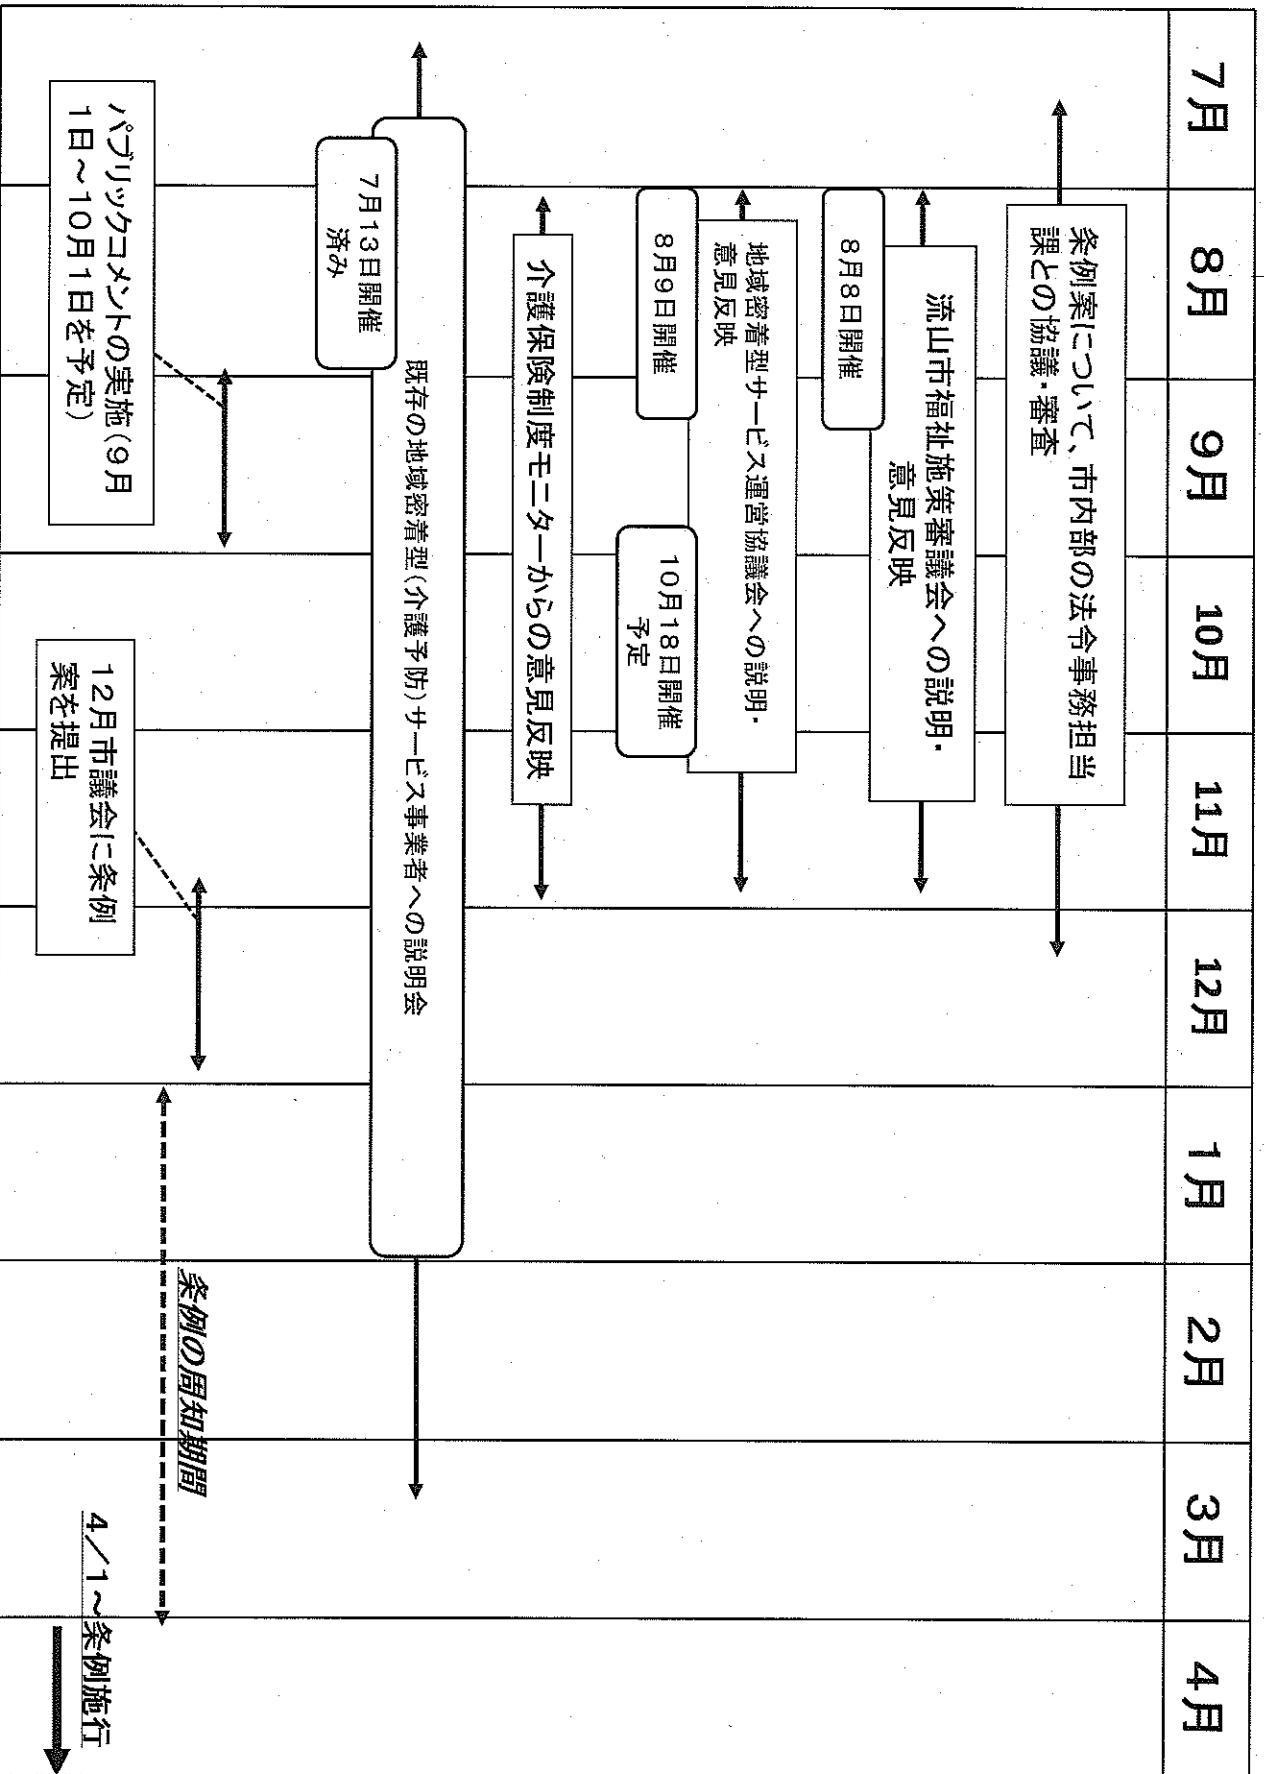 7月
8月
9月
10月
11月
12月
1月
2月
3月
4月
条例案について、市内部の法令事務担当
課との協議・審査
流山市福祉施策審議会への説明・
意見反映
8月8日開催
地域密着型サービス運営協議会への説明・
意見反映
8月9日開催
10月18日開催
予定
介護保険制度モニターからの意見反映
既存の地域密着型(介護予防)サービス事業者への説明会
7月13日開催
済み
パブリックコメントの実施(9月
1日~10月1日を予定)
12月市議会に条例
案を提出
条例の周知期間
4/1~条例施行